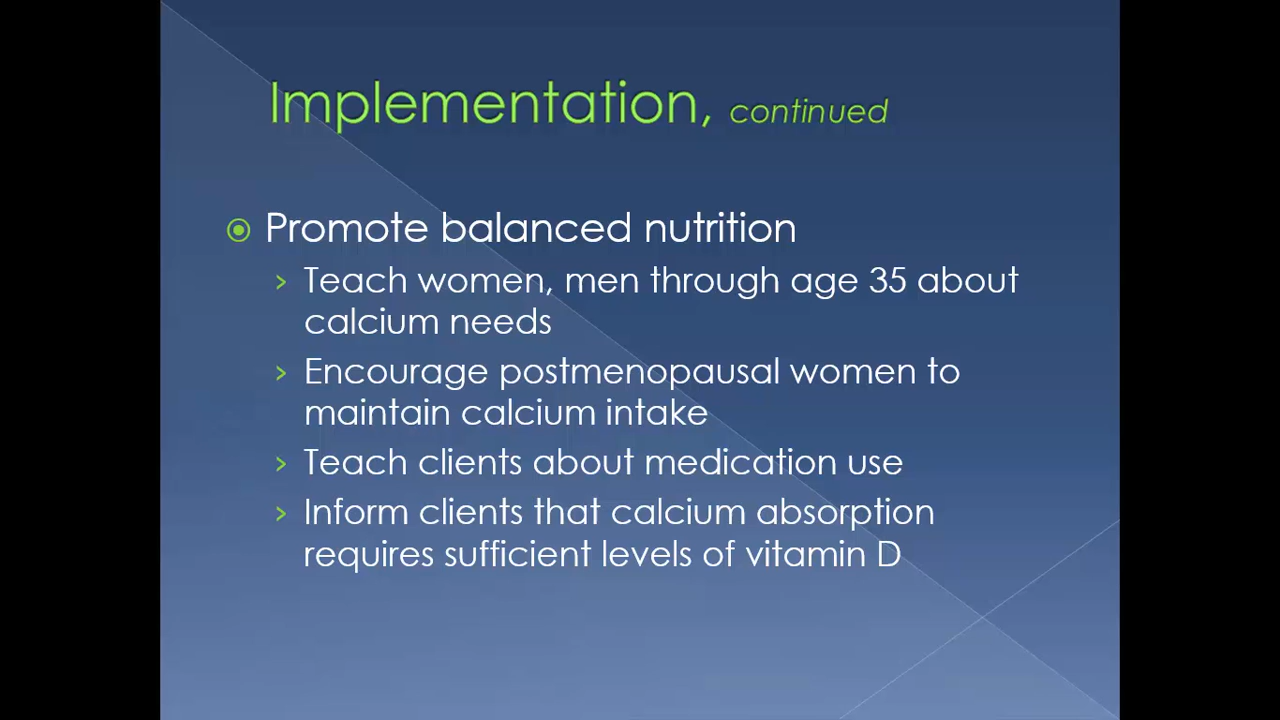 Implementation, continued
Promote balanced nutrition
Teach women, men through age 35 about
calcium needs
Encourage postmenopausal women to
maintain calcium intake
Teach clients about medication use
Inform clients that calcium absorption
requires sufficient levels of vitamin D